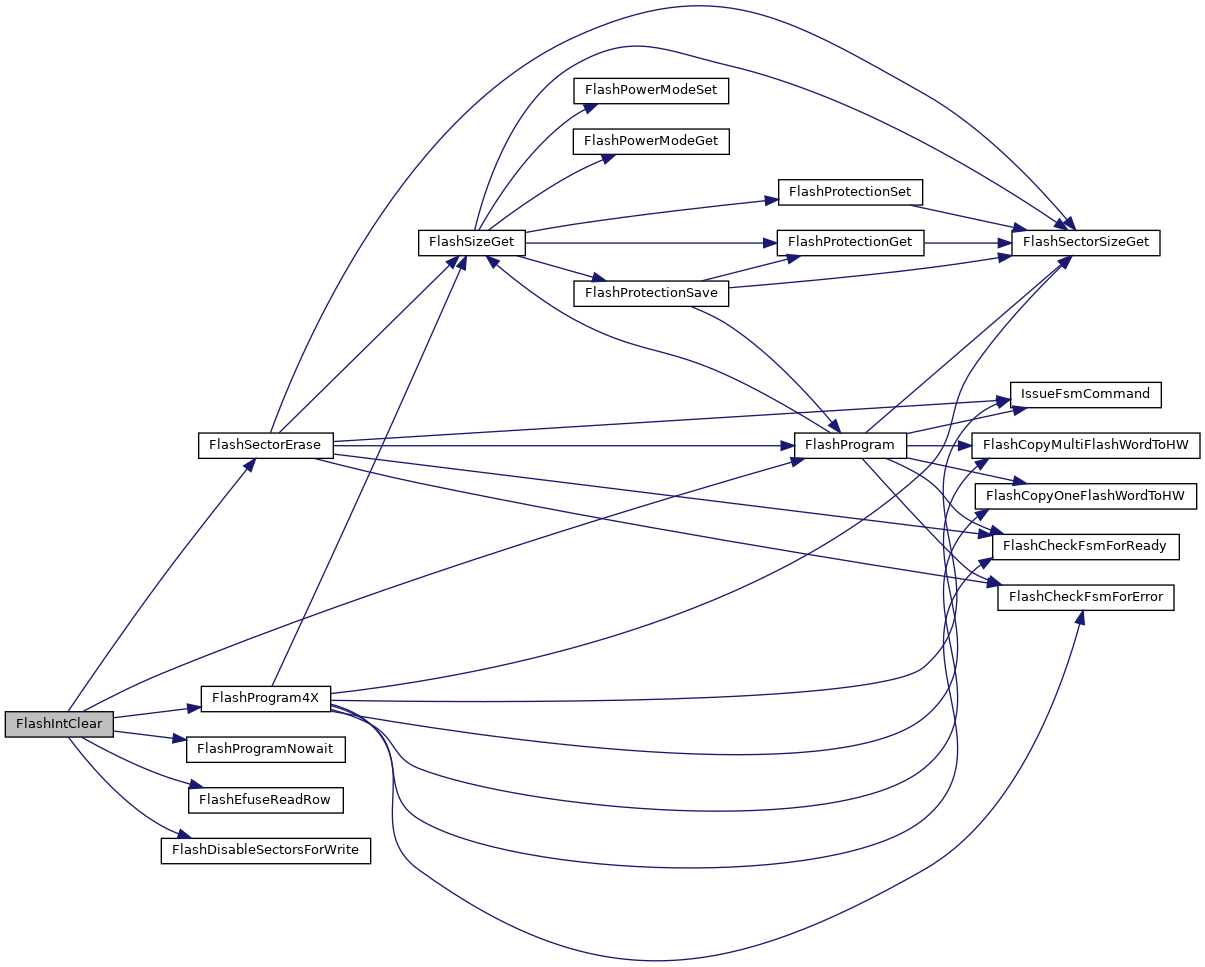 FlashPowerModeSet
FlashPowerModeGet
FlashProtectionSet
FlashSizeGet
FlashProtectionGet
FlashSectorSizeGet
FlashProtectionSave
IssueFsmCommand
FlashSectorErase
FlashProgram
FlashCopyMultiFlashWordToHW
FlashCopyOneFlashWordToHW
FlashCheckFsmForReady
FlashCheckFsmForError
FlashProgram4X
FlashIntClear
FlashProgramNowait
FlashEfuseReadRow
FlashDisableSectorsForWrite